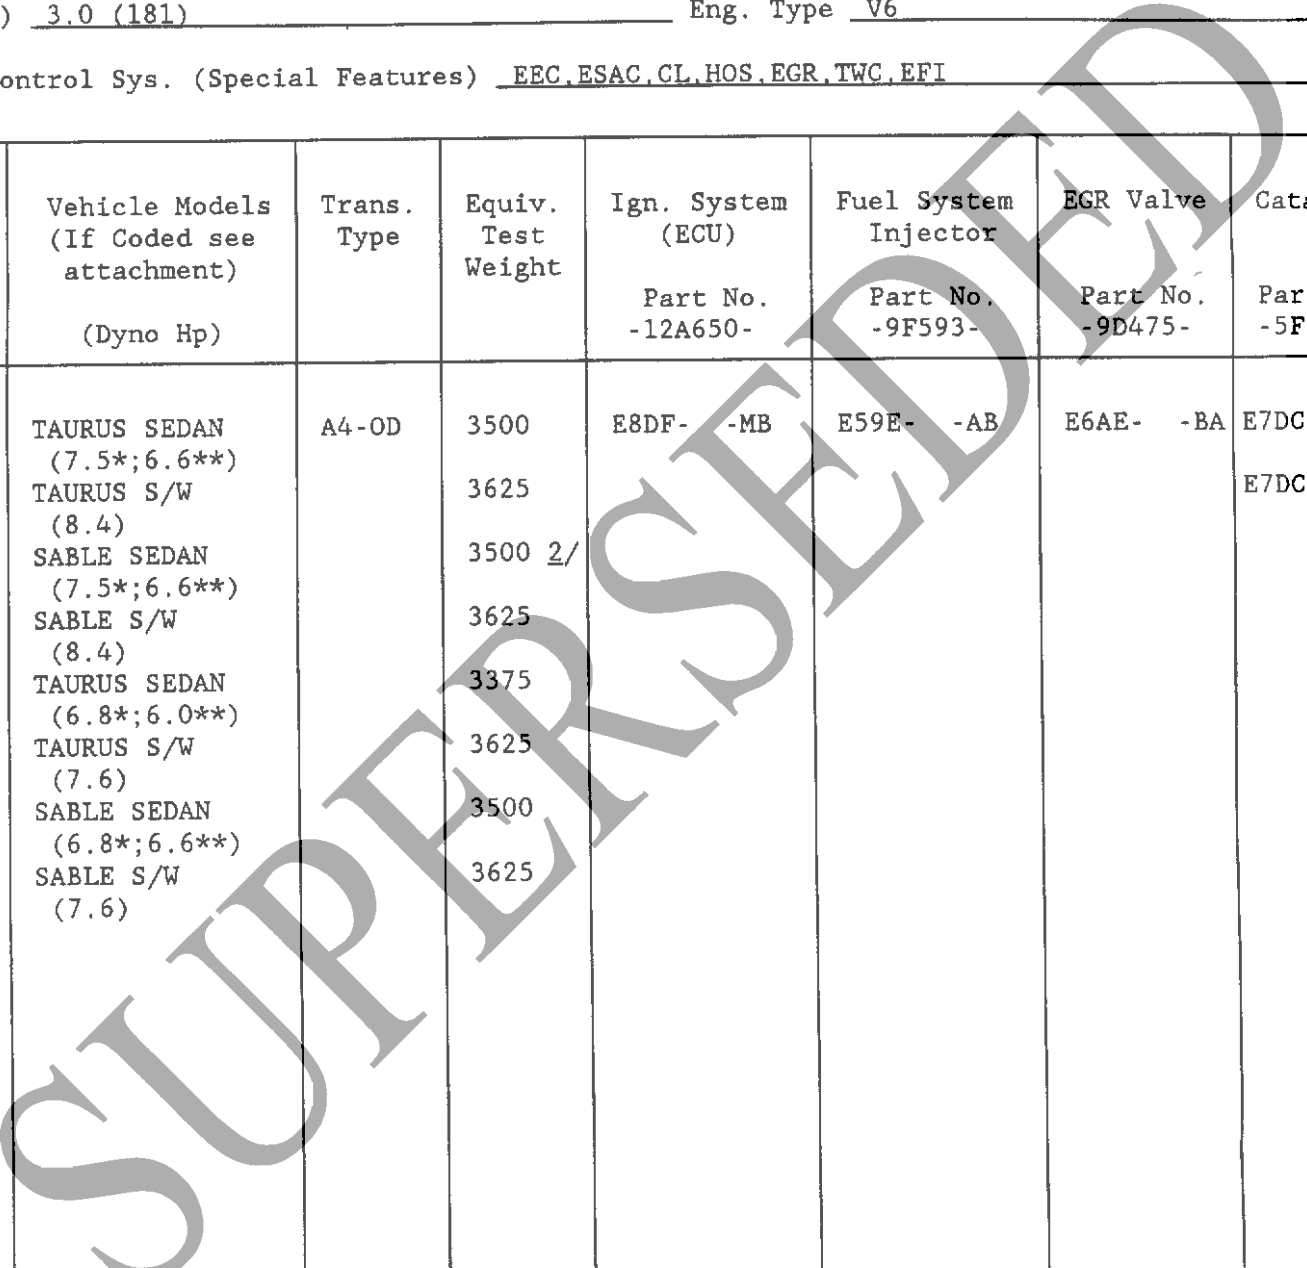 ) 3.0 (181) Eng. Type V6
ontrol Sys. (Special Features) EEC,ESAC,CL,HOS,EGR,TWC,EFI
Vehicle Models Trans. Equiv. Ign. System Fuel System EGR Valve Cata
(If Coded see Type Test (ECU) Injector
attachment) Weight
Part No. Part No. Part No. Par
(Dyno Hp) -12A650- -9F593- -9D475- -5F
TAURUS SEDAN A4-OD 3500 E8DF- -MB E59E- -AB E6AE- -BA E7DC
(7.5*;6.6**)
TAURUS S/W 3625 E7DC
(8.4)
SABLE SEDAN 3500 2/
(7.5*;6.6**)
SABLE S/W 3625
(8.4)
TAURUS SEDAN 3375
(6.8*;6.0**)
TAURUS S/W 3625
(7.6)
SABLE SEDAN 3500
(6.8*;6.6**)
SABLE S/W 3625
(7.6)
SUPERSEDED